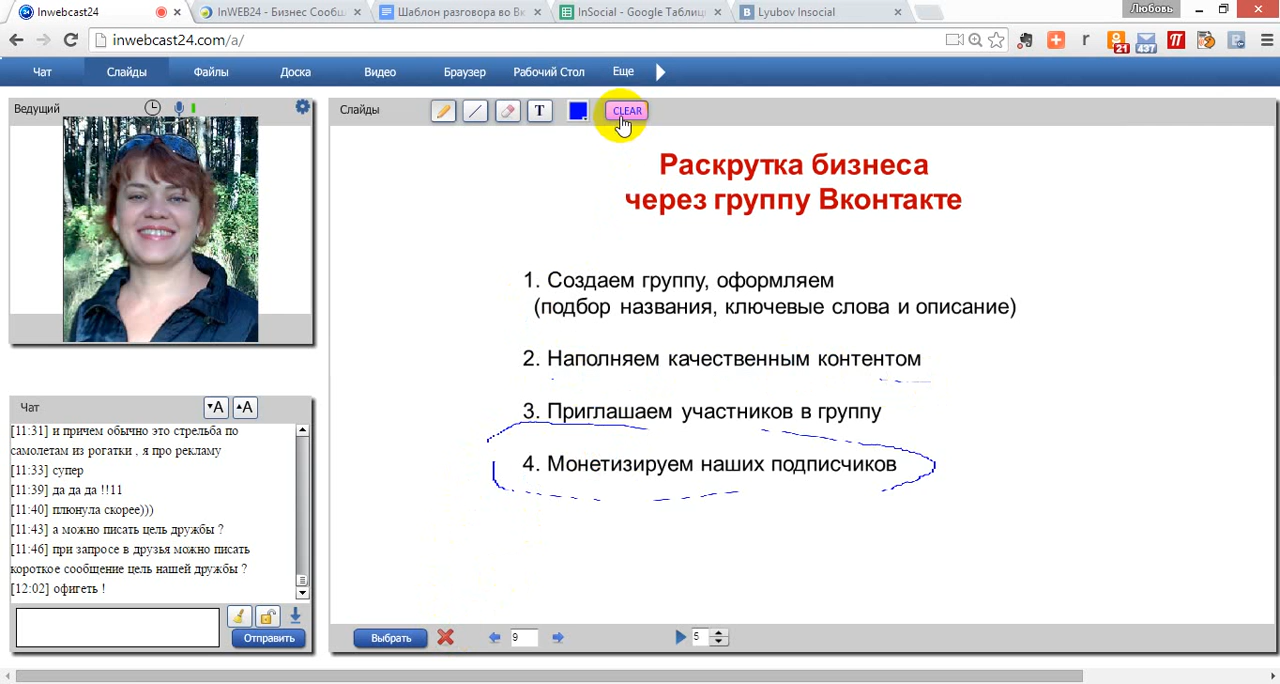 Inwebcast24
InWEB24 - Бизнес Сообщ
Шаблон разговора во Вк
InSocial - Google Таблиц
Lyubov Insocial
Любовь
inwebcast24.com/a/
21
437
Чат
Слайды
Файлы
Доска
Видео
Браузер
Рабочий Стол
Еще
Ведущий
Слайды
T
CLEAR
Раскрутка бизнеса
через группу Вконтакте
1. Создаем группу, оформляем
(подбор названия, ключевые слова и описание)
2. Наполняем качественным контентом
3. Приглашаем участников в группу
4. Монетизируем наших подписчиков
Чат
▾A
▴A
[11:31] и причем обычно это стрельба по
самолетам из рогатки , я про рекламу
[11:33] супер
[11:39] да да да !!11
[11:40] плюнула скорее)))
[11:43] а можно писать цель дружбы ?
[11:46] при запросе в друзья можно писать
короткое сообщение цель нашей дружбы ?
[12:02] офигеть !
Отправить
Выбрать
9
5